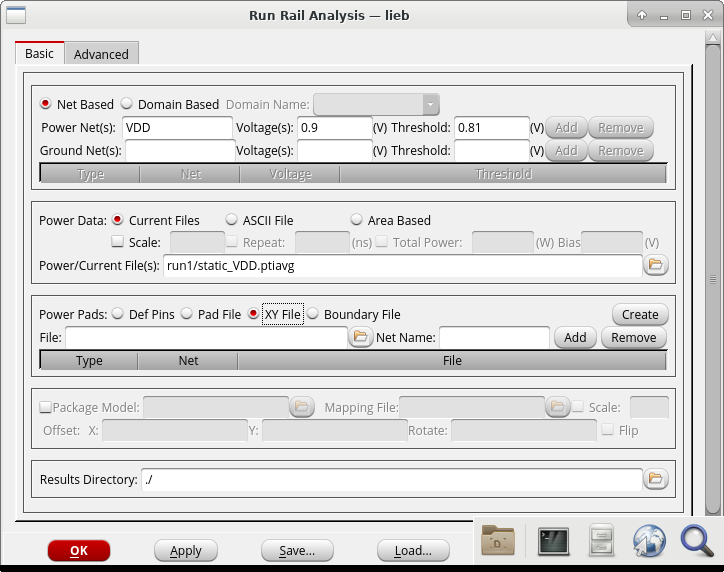 Run Rail Analysis — lieb
Basic Advanced
Net Based Domain Based Domain Name:
Power Net(s): VDD Voltage(s): 0.9 (V) Threshold: 0.81 (V) Add Remove
Ground Net(s): Voltage(s): (V) Threshold: (V) Add Remove
Type Net Voltage Threshold
Power Data: Current Files ASCII File Area Based
Scale: Repeat: (ns) Total Power: (W) Bias (V)
Power/Current File(s): run1/static_VDD.ptiavg
Power Pads: Def Pins Pad File XY File Boundary File Create
File: Net Name: Add Remove
Type Net File
Package Model: Mapping File: Scale:
Offset: X: Y: Rotate: Flip
Results Directory: ./
OK Apply Save... Load...